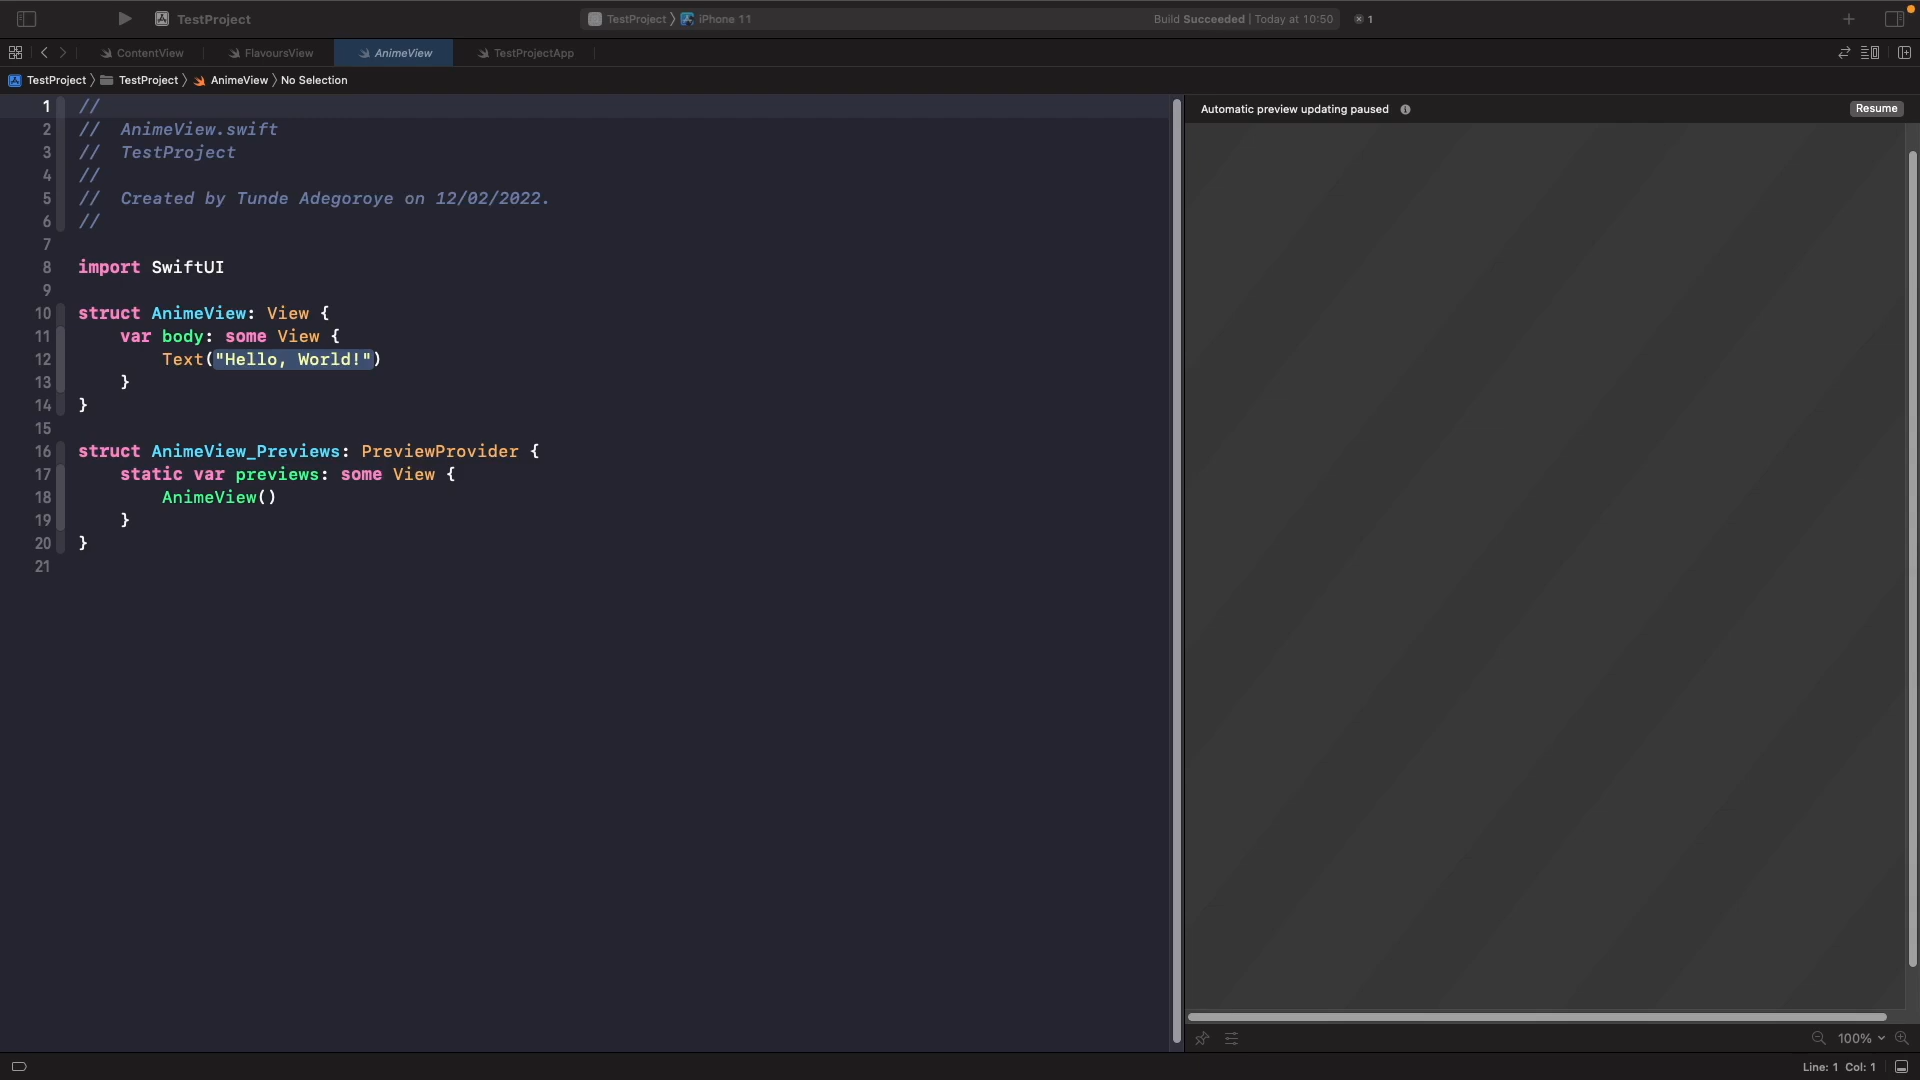 TestProject
TestProject 〉 iPhone 11
Build Succeeded | Today at 10:50
1
ContentView
FlavoursView
AnimeView
TestProjectApp
TestProject 〉 TestProject 〉 AnimeView 〉 No Selection
Automatic preview updating paused
Resume
1 //
2 //  AnimeView.swift
3 //  TestProject
4 //
5 //  Created by Tunde Adegoroye on 12/02/2022.
6 //
7
8 import SwiftUI
9
10 struct AnimeView: View {
11     var body: some View {
12         Text("Hello, World!")
13     }
14 }
15
16 struct AnimeView_Previews: PreviewProvider {
17     static var previews: some View {
18         AnimeView()
19     }
20 }
21
100%
Line: 1 Col: 1